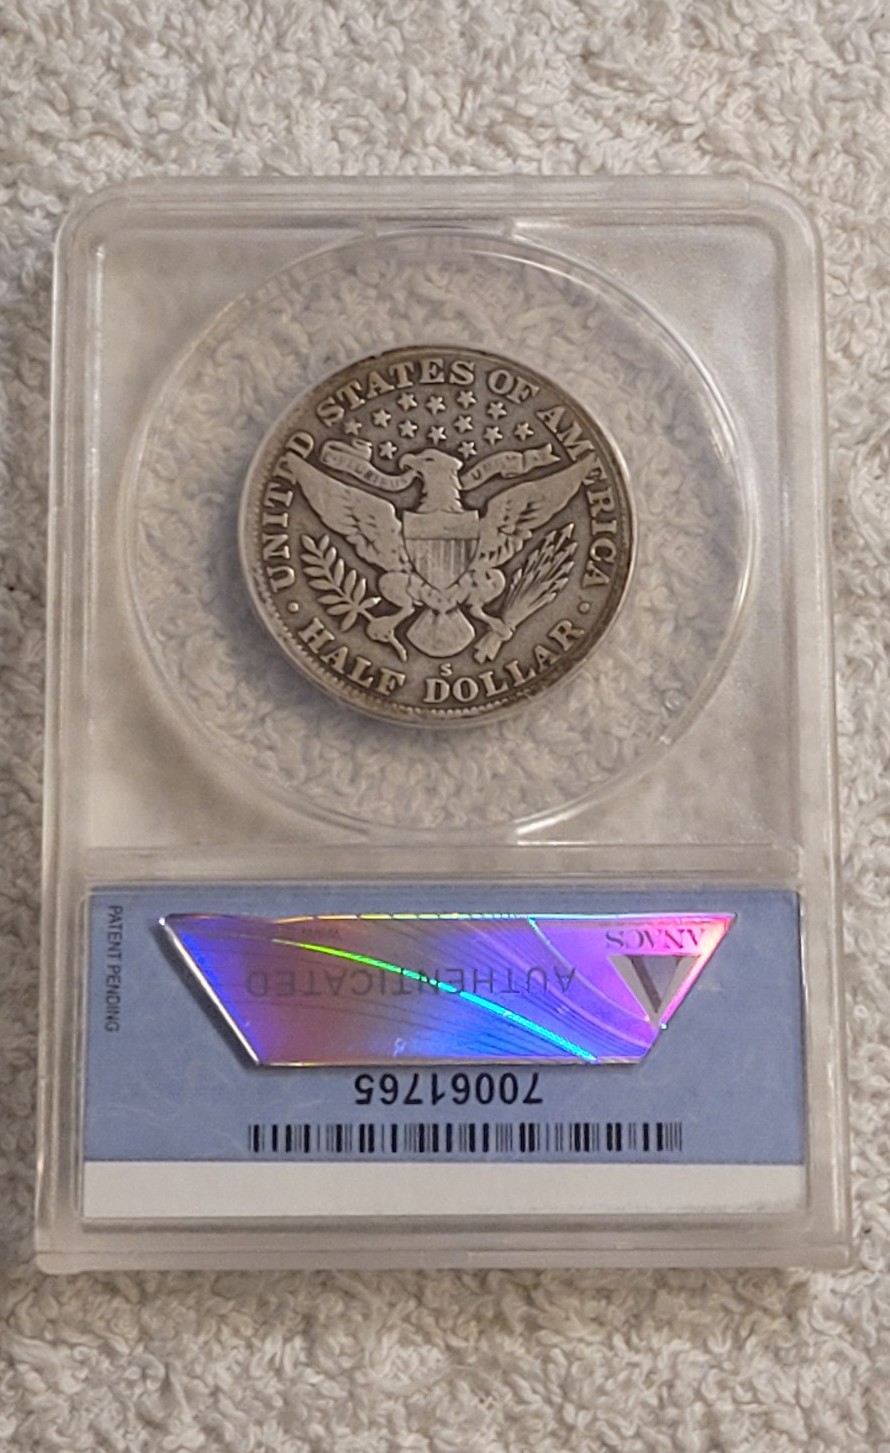 UNITED STATES OF AMERICA
PLURIBUS UNUM
S
HALF DOLLAR
PATENT PENDING
ANACS
AUTHENTICATED
70061765